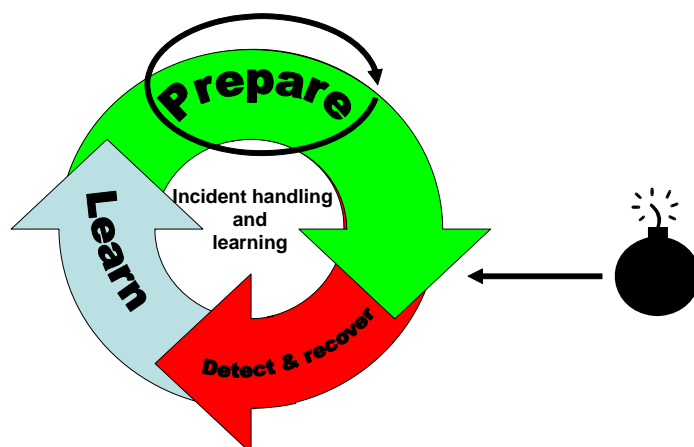 Prepare
Incident handling
and
learning
Learn
Detect & recover